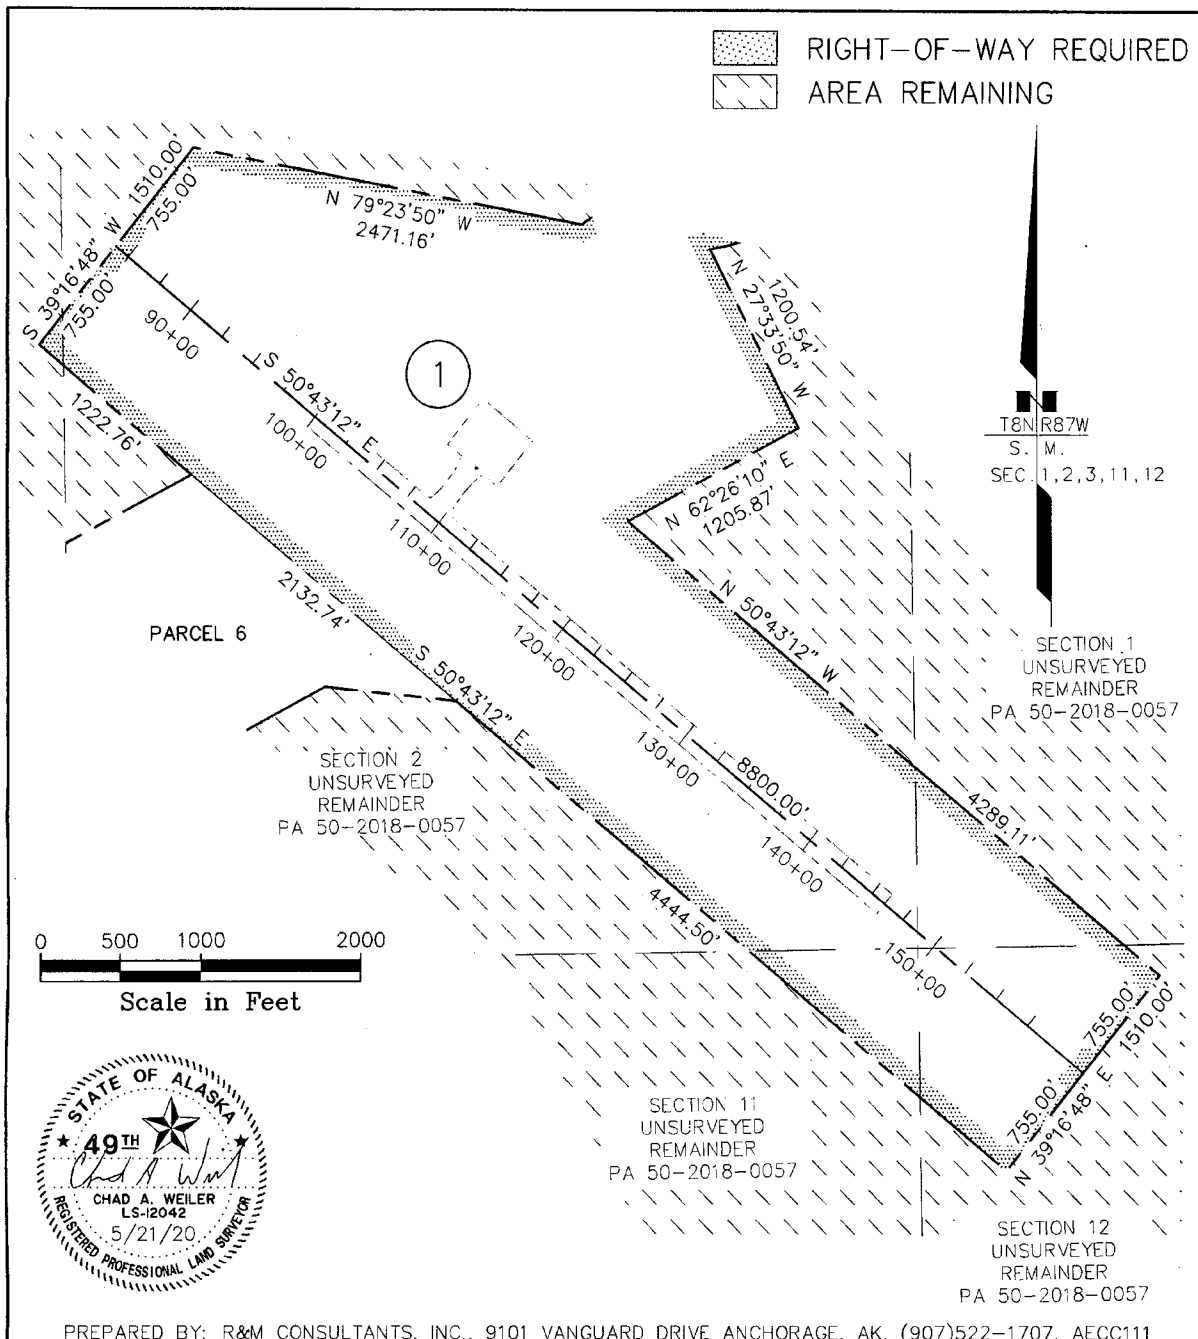 RIGHT-OF-WAY REQUIRED
AREA REMAINING
S 39°16'48" W 1510.00'
755.00'
755.00'
N 79°23'50" W
2471.16'
1200.54'
N 27°33'50" W
90+00
S 50°43'12" E
1
100+00
1222.76'
T8N R87W
S. M.
SEC. 1,2,3,11,12
N 62°26'10" E
1205.87'
110+00
2132.74'
N 50°43'12" W
PARCEL 6
120+00
S 50°43'12" E
SECTION 1
UNSURVEYED
REMAINDER
PA 50-2018-0057
130+00
8800.00'
SECTION 2
UNSURVEYED
REMAINDER
PA 50-2018-0057
4289.11'
140+00
4444.50'
150+00
0 500 1000 2000
Scale in Feet
755.00'
755.00'
N 39°16'48" E 1510.00'
STATE OF ALASKA
49TH
CHAD A. WEILER
LS-12042
5/21/20
REGISTERED PROFESSIONAL LAND SURVEYOR
SECTION 11
UNSURVEYED
REMAINDER
PA 50-2018-0057
SECTION 12
UNSURVEYED
REMAINDER
PA 50-2018-0057
PREPARED BY: R&M CONSULTANTS, INC., 9101 VANGUARD DRIVE ANCHORAGE, AK. (907)522-1707, AECC111